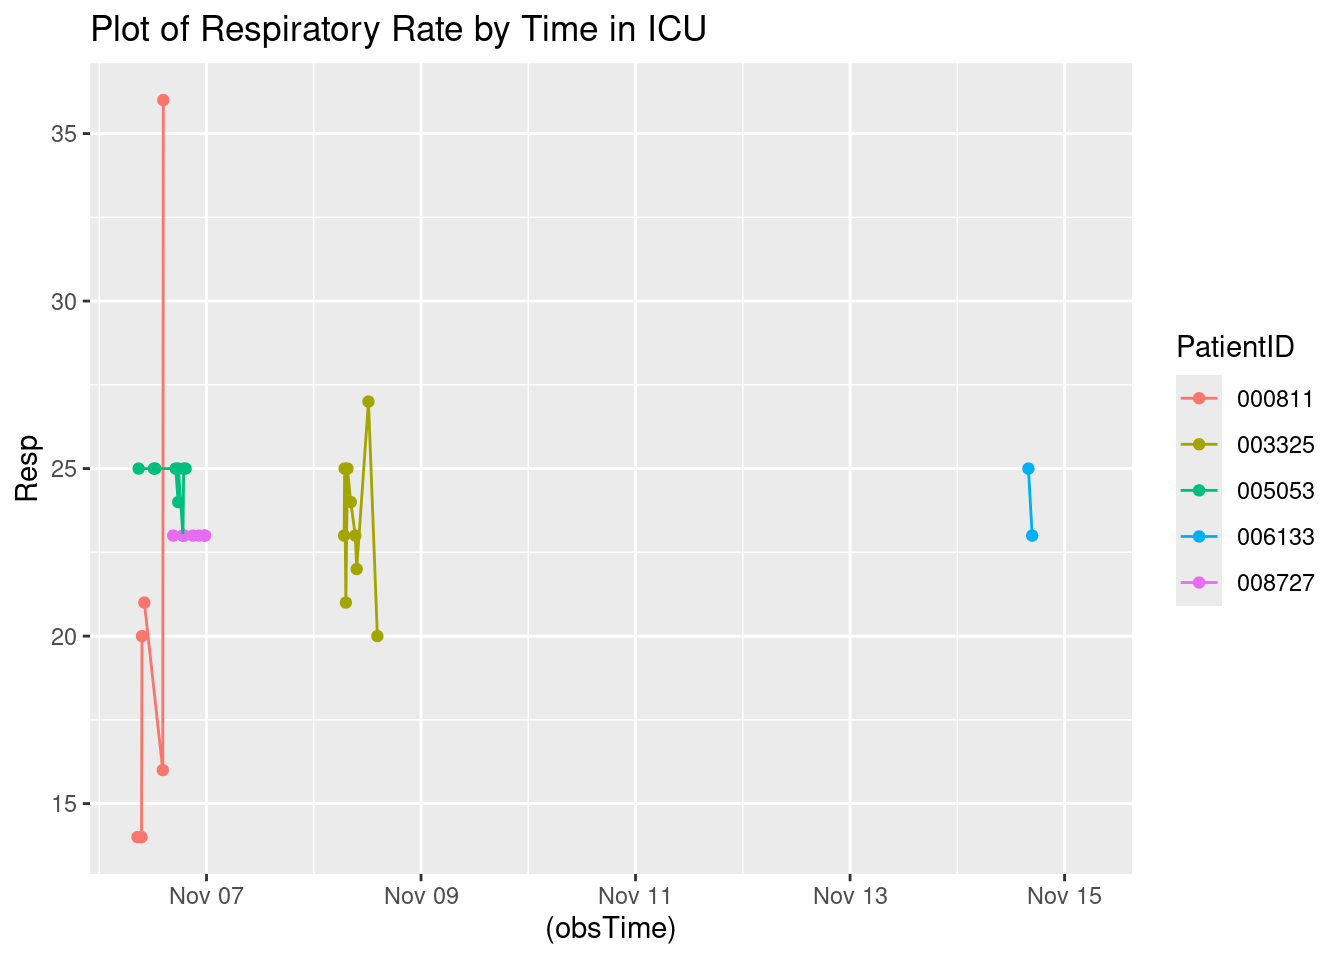 Plot of Respiratory Rate by Time in ICU
35
30
25
20
15
Resp
Nov 07 Nov 09 Nov 11 Nov 13 Nov 15
(obsTime)
PatientID
000811
003325
005053
006133
008727